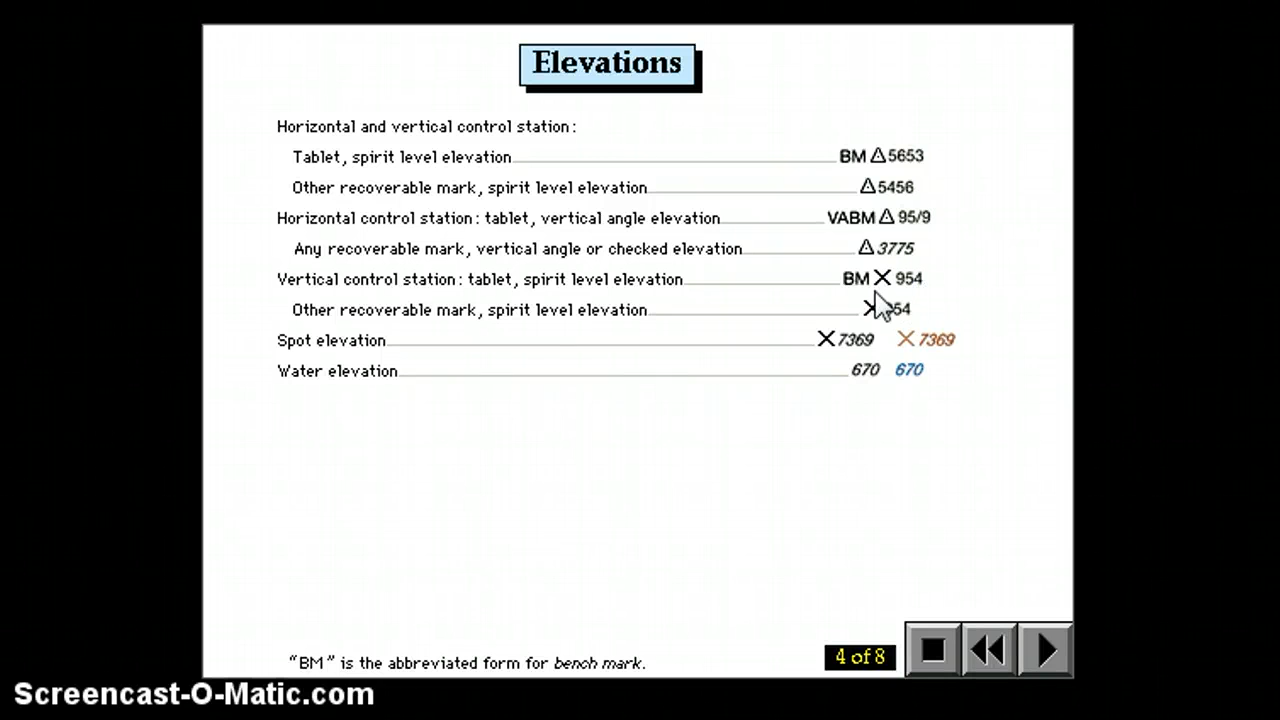 Elevations
Horizontal and vertical control station:
Tablet, spirit level elevation BM △ 5653
Other recoverable mark, spirit level elevation △ 5456
Horizontal control station: tablet, vertical angle elevation VABM △ 95/9
Any recoverable mark, vertical angle or checked elevation △ 3775
Vertical control station: tablet, spirit level elevation BM X 954
Other recoverable mark, spirit level elevation X 54
Spot elevation X 7369 X 7369
Water elevation 670 670
"BM" is the abbreviated form for bench mark.
4 of 8
Screencast-O-Matic.com